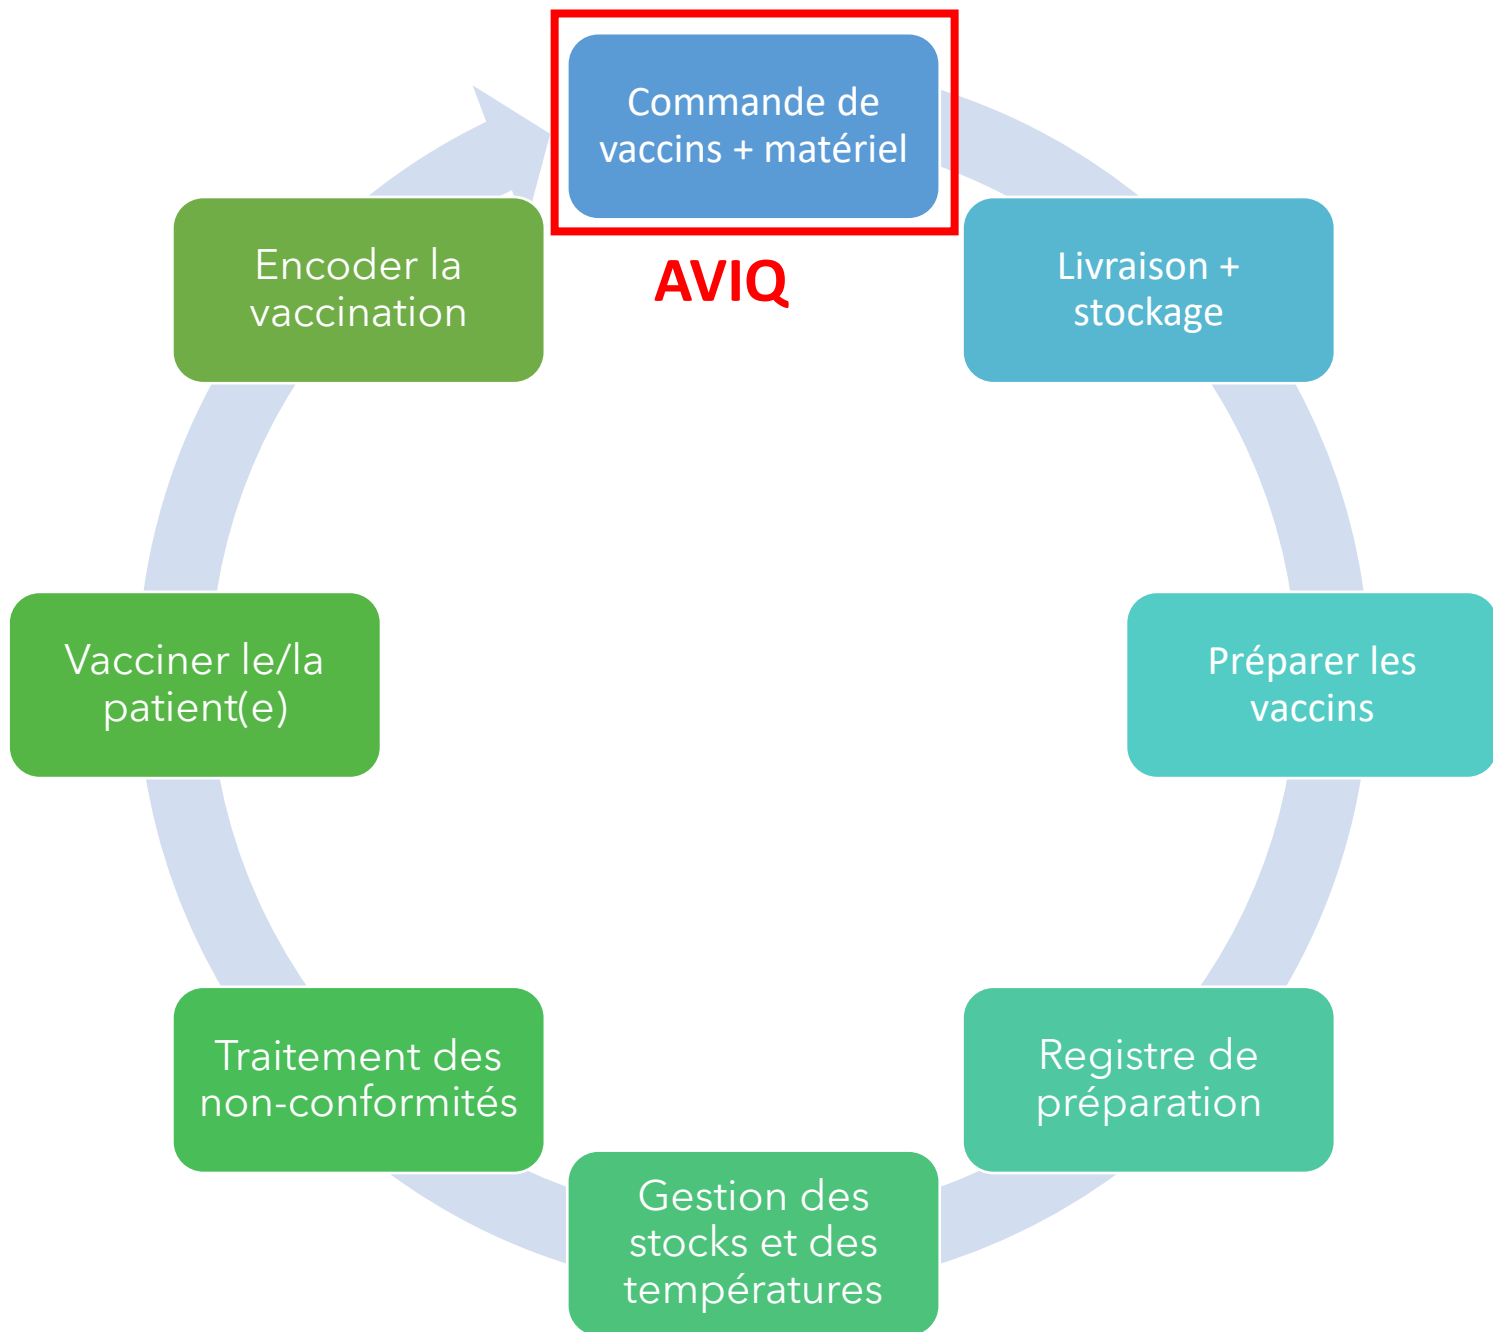 Commande de
vaccins + matériel
AVIQ
Livraison +
stockage
Préparer les
vaccins
Registre de
préparation
Gestion des
stocks et des
températures
Traitement des
non-conformités
Vacciner le/la
patient(e)
Encoder la
vaccination